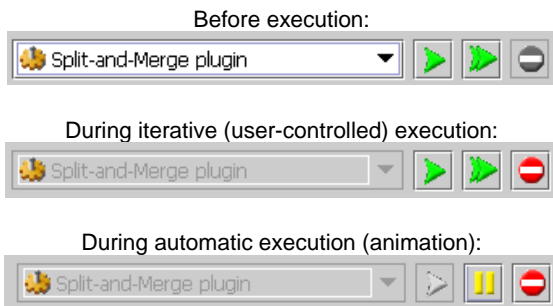 Before execution:
Split-and-Merge plugin
During iterative (user-controlled) execution:
Split-and-Merge plugin
During automatic execution (animation):
Split-and-Merge plugin